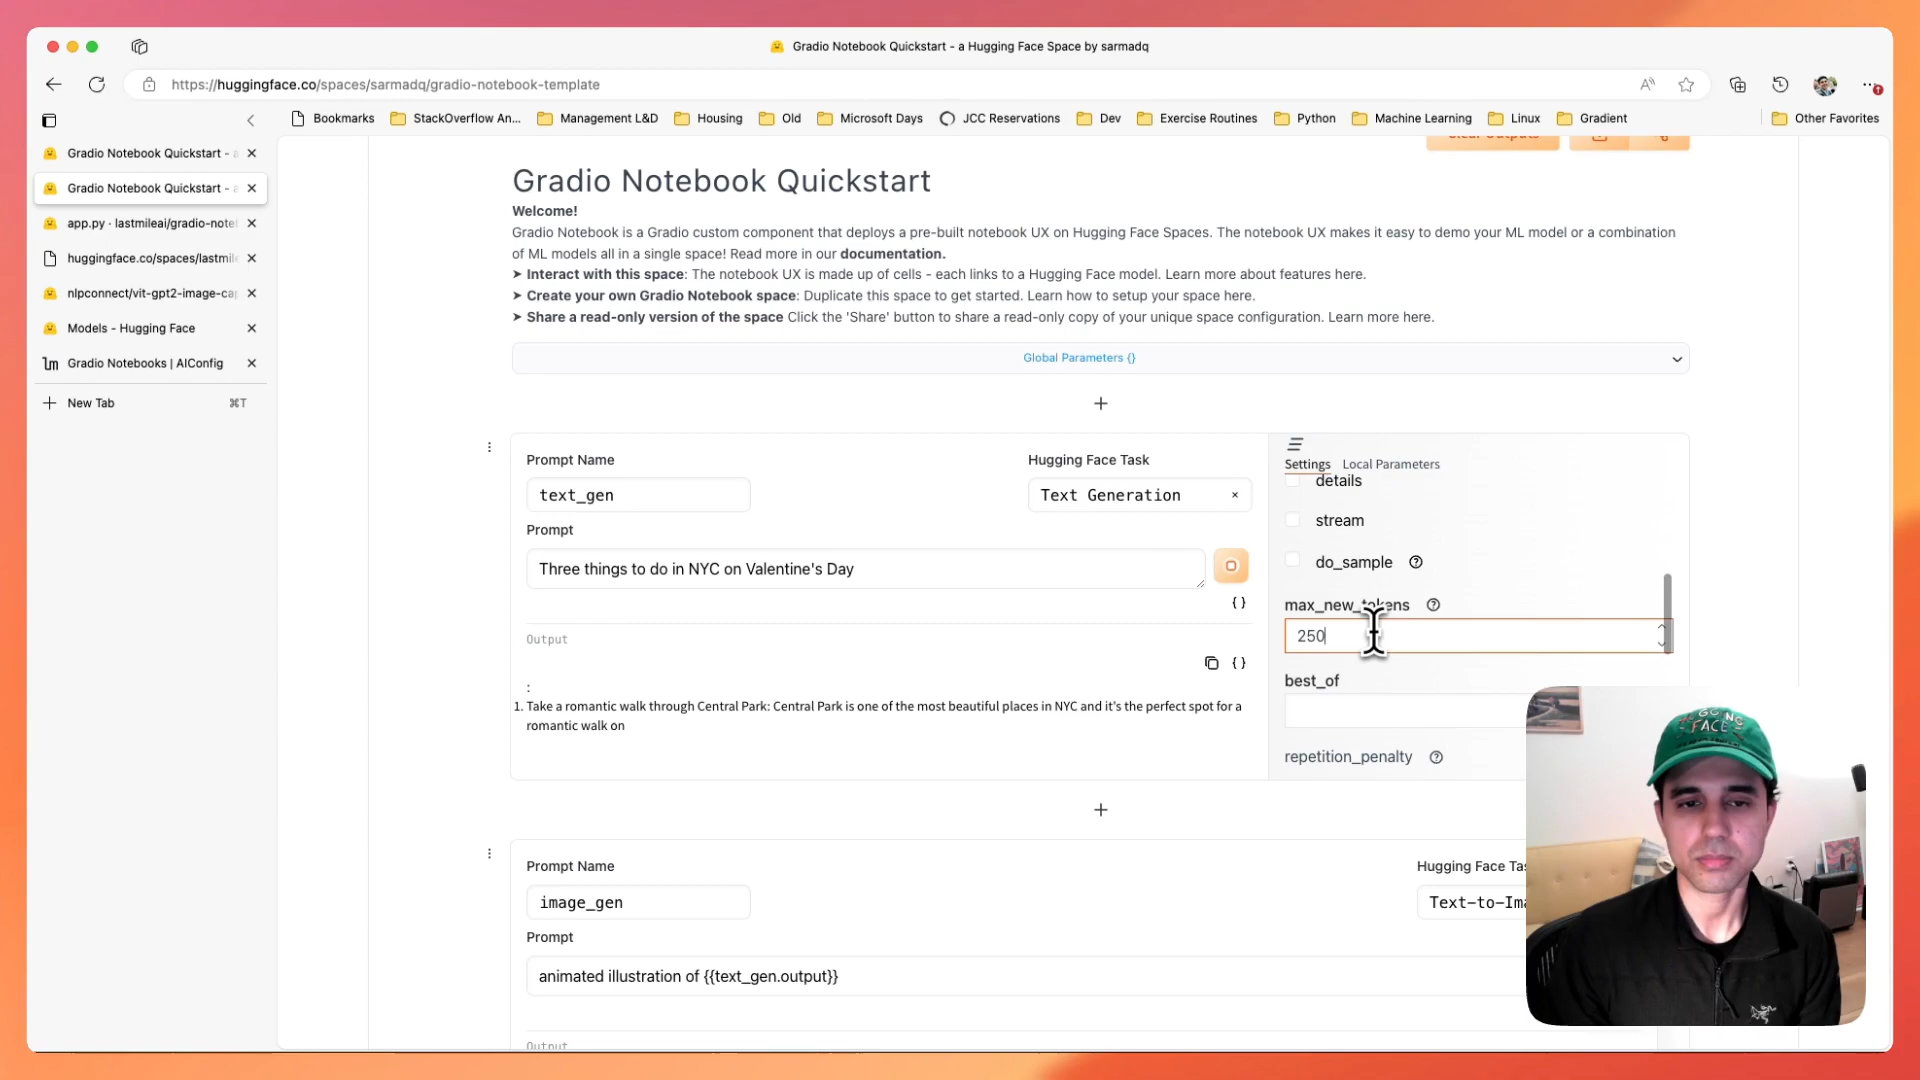 Gradio Notebook Quickstart - a Hugging Face Space by sarmadq
https://huggingface.co/spaces/sarmadq/gradio-notebook-template
Bookmarks
StackOverflow An...
Management L&D
Housing
Old
Microsoft Days
JCC Reservations
Dev
Exercise Routines
Python
Machine Learning
Linux
Gradient
Other Favorites
Gradio Notebook Quickstart - a
Gradio Notebook Quickstart - a
app.py · lastmileai/gradio-note
huggingface.co/spaces/lastmil
nlpconnect/vit-gpt2-image-ca
Models - Hugging Face
lm Gradio Notebooks | AIConfig
New Tab ⌘T
Clear Outputs
Gradio Notebook Quickstart
Welcome!
Gradio Notebook is a Gradio custom component that deploys a pre-built notebook UX on Hugging Face Spaces. The notebook UX makes it easy to demo your ML model or a combination
of ML models all in a single space! Read more in our documentation.
➤ Interact with this space: The notebook UX is made up of cells - each links to a Hugging Face model. Learn more about features here.
➤ Create your own Gradio Notebook space: Duplicate this space to get started. Learn how to setup your space here.
➤ Share a read-only version of the space Click the 'Share' button to share a read-only copy of your unique space configuration. Learn more here.
Global Parameters {}
Prompt Name
Hugging Face Task
text_gen
Text Generation
Prompt
Three things to do in NYC on Valentine's Day
{ }
Output
{ }
:
1. Take a romantic walk through Central Park: Central Park is one of the most beautiful places in NYC and it's the perfect spot for a
romantic walk on
Settings
Local Parameters
details
stream
do_sample
max_new_tokens
250
best_of
repetition_penalty
Prompt Name
Hugging Face Tas
image_gen
Text-to-Ima
Prompt
animated illustration of {{text_gen.output}}
Output
GOING
FACE